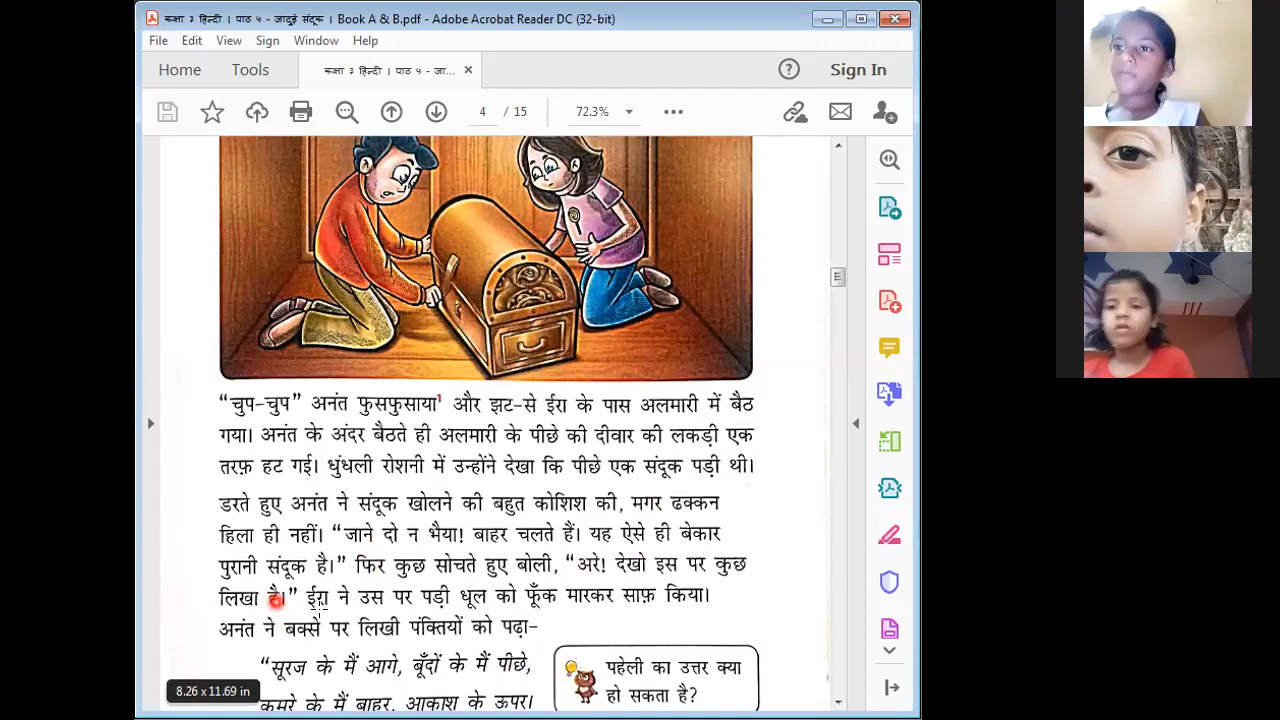 कक्षा ३ हिन्दी । पाठ ५ - जादुई संदूक । Book A & B.pdf - Adobe Acrobat Reader DC (32-bit)
File Edit View Sign Window Help
Home Tools कक्षा ३ हिन्दी । पाठ ५ - जा... × Sign In
4 / 15 72.3%
“चुप-चुप” अनंत फुसफुसाया¹ और झट-से ईरा के पास अलमारी में बैठ
गया। अनंत के अंदर बैठते ही अलमारी के पीछे की दीवार की लकड़ी एक
तरफ़ हट गई। धुंधली रोशनी में उन्होंने देखा कि पीछे एक संदूक पड़ी थी।
डरते हुए अनंत ने संदूक खोलने की बहुत कोशिश की, मगर ढक्कन
हिला ही नहीं। “जाने दो न भैया! बाहर चलते हैं। यह ऐसे ही बेकार
पुरानी संदूक है।” फिर कुछ सोचते हुए बोली, “अरे! देखो इस पर कुछ
लिखा है।” ईरा ने उस पर पड़ी धूल को फूँक मारकर साफ़ किया।
अनंत ने बक्से पर लिखी पंक्तियों को पढ़ा-
“सूरज के मैं आगे, बूँदों के मैं पीछे,
कमरे के मैं बाहर, आकाश के ऊपर।
पहेली का उत्तर क्या
हो सकता है?
8.26 x 11.69 in